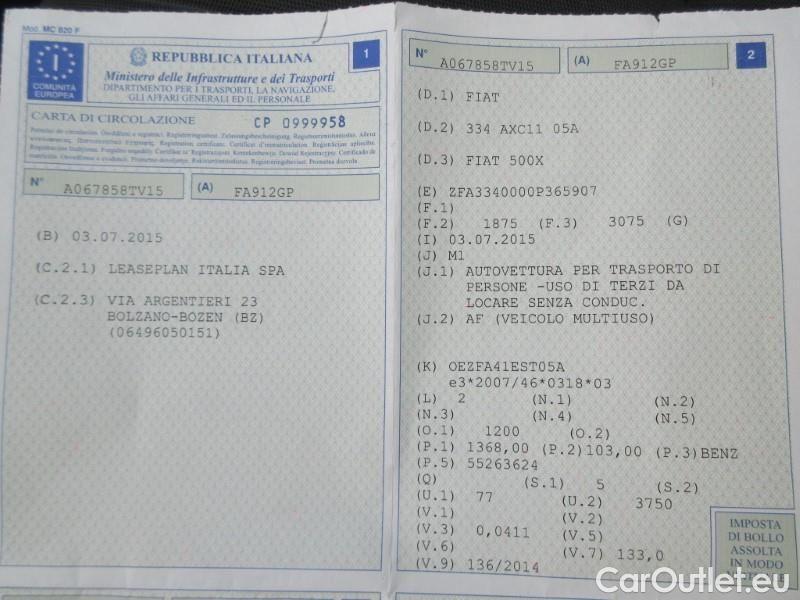 Mod. MC 820 F
I
COMUNITÀ
EUROPEA
REPUBBLICA ITALIANA
1
Ministero delle Infrastrutture e dei Trasporti
DIPARTIMENTO PER I TRASPORTI, LA NAVIGAZIONE,
GLI AFFARI GENERALI ED IL PERSONALE
CARTA DI CIRCOLAZIONE CP 0999958
N° A067858TV15 (A) FA912GP
(B) 03.07.2015
(C.2.1) LEASEPLAN ITALIA SPA
(C.2.3) VIA ARGENTIERI 23
BOLZANO-BOZEN (BZ)
(06496050151)
N° A067858TV15 (A) FA912GP 2
(D.1) FIAT
(D.2) 334 AXC11 05A
(D.3) FIAT 500X
(E) ZFA3340000P365907
(F.1)
(F.2) 1875 (F.3) 3075 (G)
(I) 03.07.2015
(J) M1
(J.1) AUTOVETTURA PER TRASPORTO DI
PERSONE -USO DI TERZI DA
LOCARE SENZA CONDUC.
(J.2) AF (VEICOLO MULTIUSO)
(K) OEZFA41EST05A
e3*2007/46*0318*03
(L) 2 (N.1) (N.2)
(N.3) (N.4) (N.5)
(O.1) 1200 (O.2)
(P.1) 1368,00 (P.2)103,00 (P.3)BENZ
(P.5) 55263624
(Q) (S.1) 5 (S.2)
(U.1) 77 (U.2) 3750
(V.1) (V.2)
(V.3) 0,0411 (V.5)
(V.6) (V.7) 133,0
(V.9) 136/2014
IMPOSTA
DI BOLLO
ASSOLTA
IN MODO
CarOutlet.eu